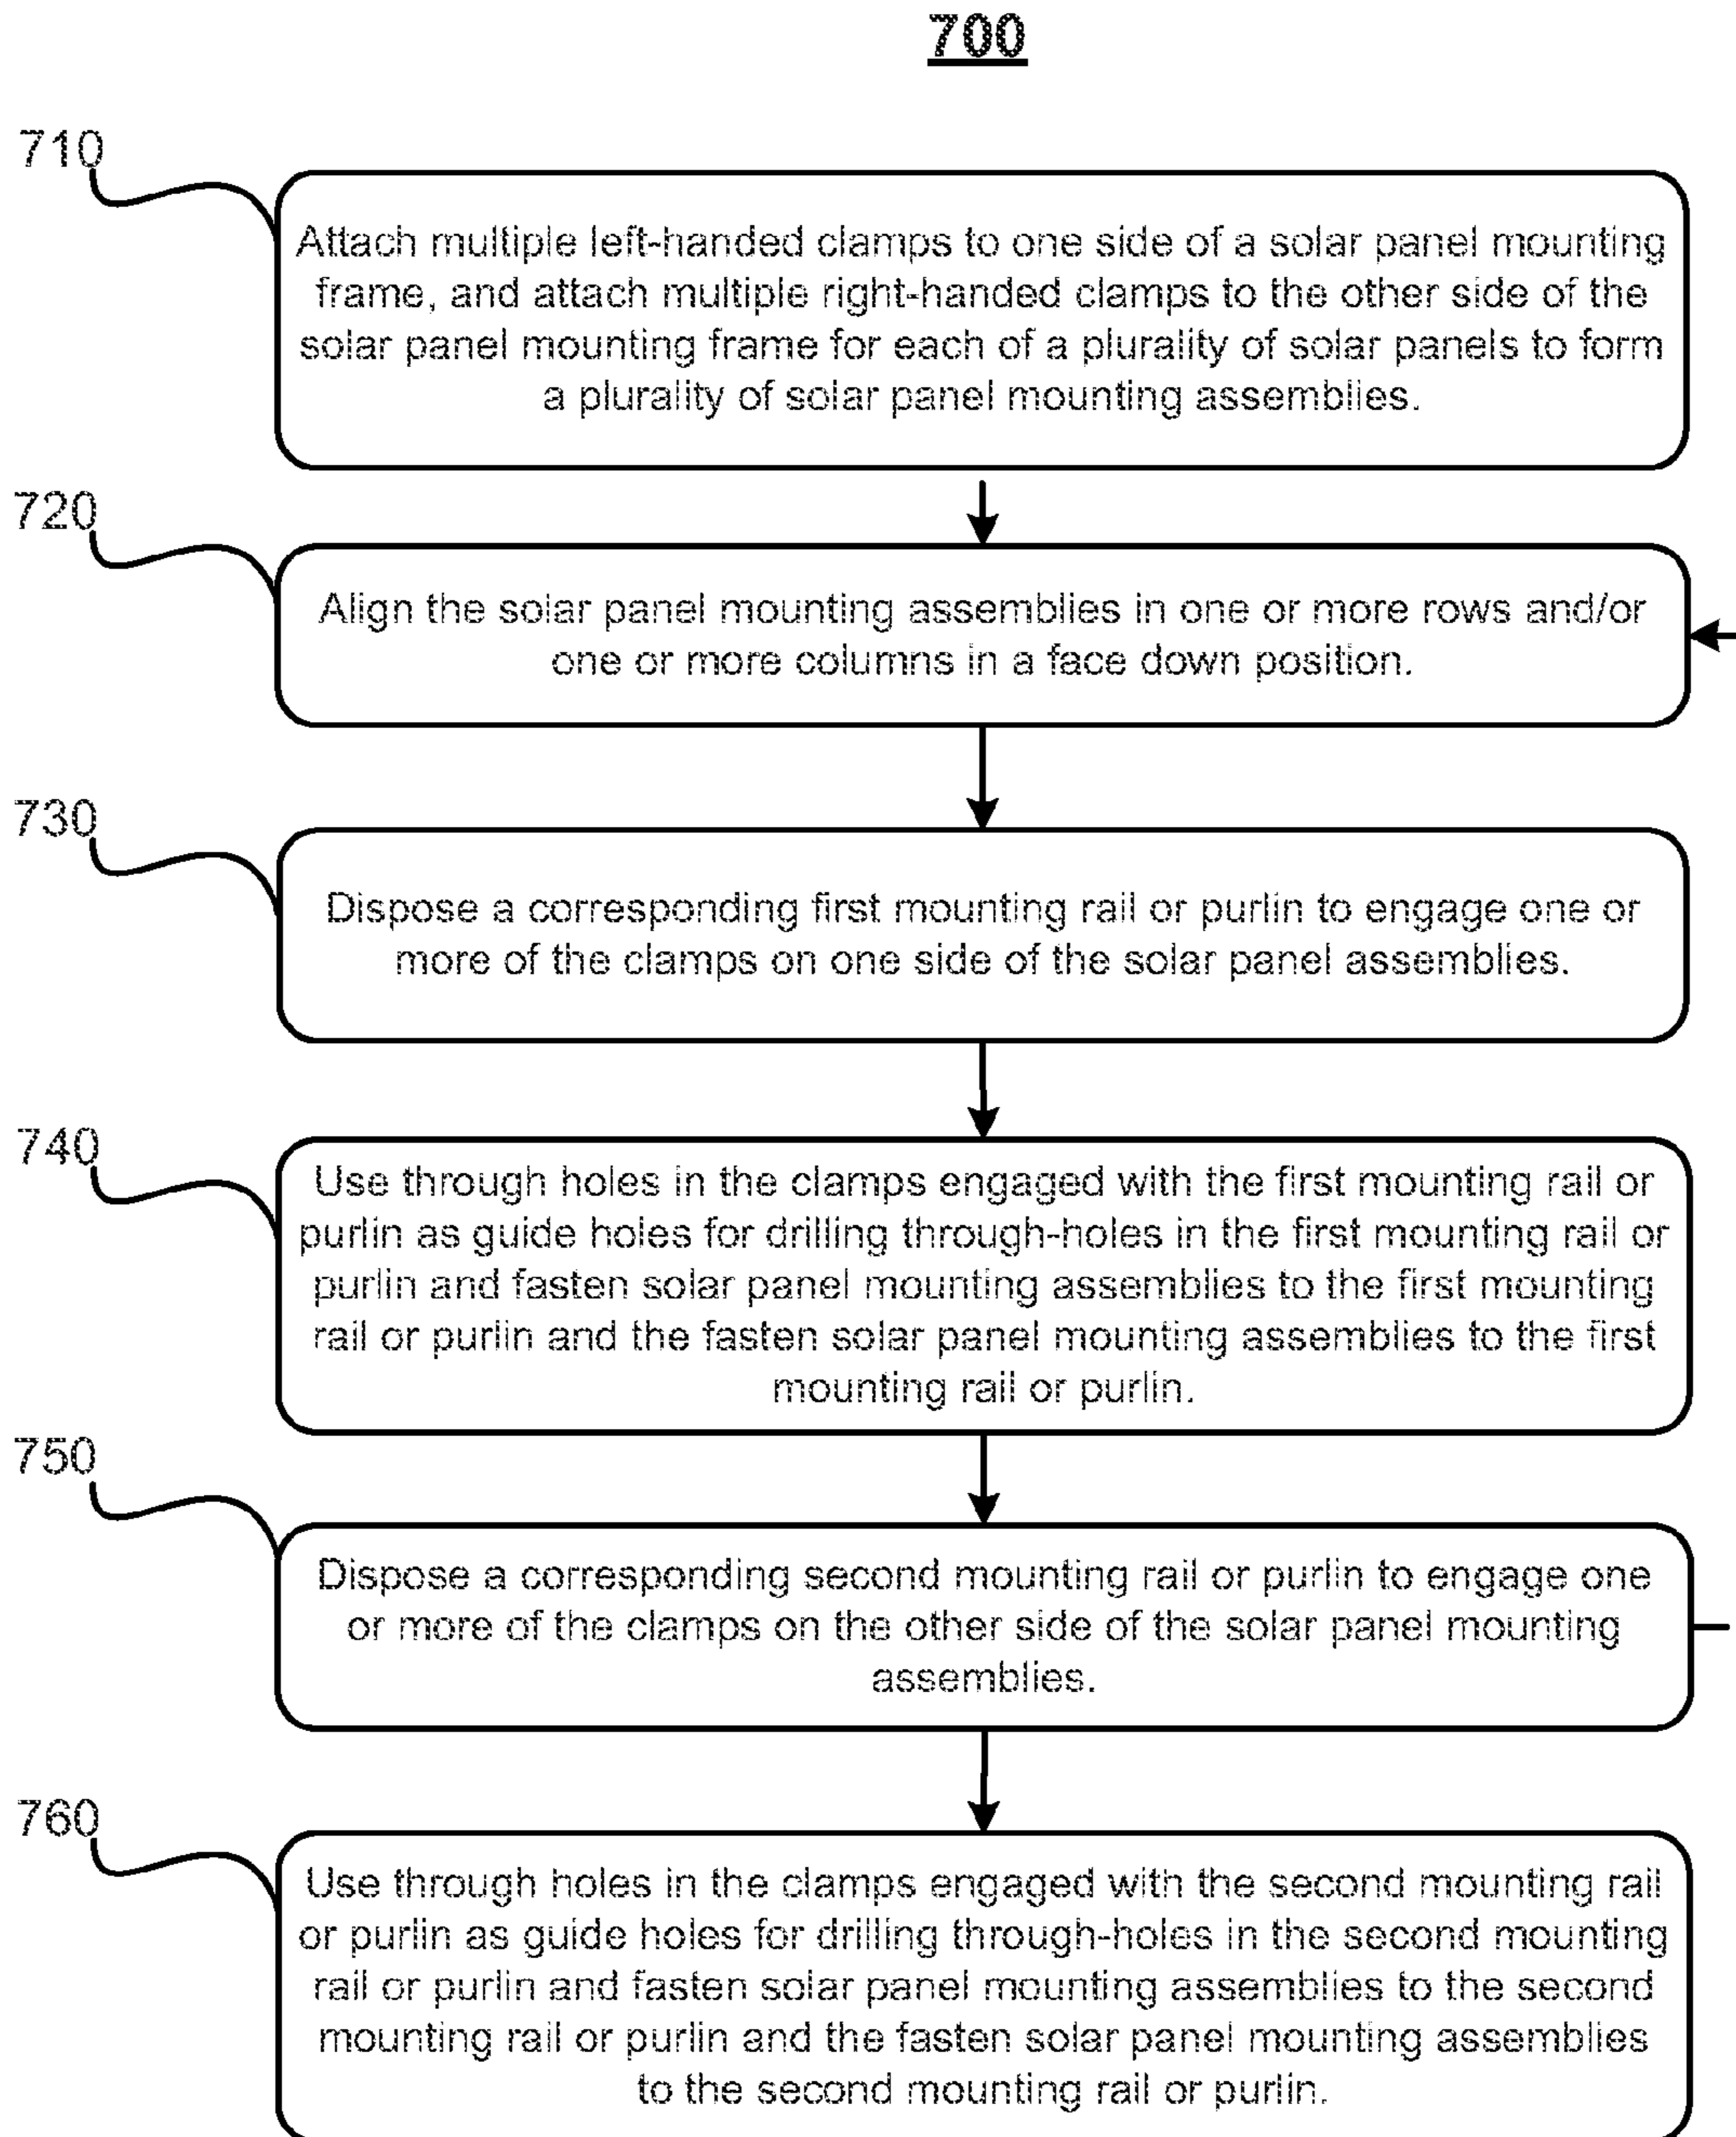 700
710
Attach multiple left-handed clamps to one side of a solar panel mounting
frame, and attach multiple right-handed clamps to the other side of the
solar panel mounting frame for each of a plurality of solar panels to form
a plurality of solar panel mounting assemblies.
720
Align the solar panel mounting assemblies in one or more rows and/or
one or more columns in a face down position.
730
Dispose a corresponding first mounting rail or purlin to engage one or
more of the clamps on one side of the solar panel assemblies.
740
Use through holes in the clamps engaged with the first mounting rail or
purlin as guide holes for drilling through-holes in the first mounting rail or
purlin and fasten solar panel mounting assemblies to the first mounting
rail or purlin and the fasten solar panel mounting assemblies to the first
mounting rail or purlin.
750
Dispose a corresponding second mounting rail or purlin to engage one
or more of the clamps on the other side of the solar panel mounting
assemblies.
760
Use through holes in the clamps engaged with the second mounting rail
or purlin as guide holes for drilling through-holes in the second mounting
rail or purlin and fasten solar panel mounting assemblies to the second
mounting rail or purlin and the fasten solar panel mounting assemblies
to the second mounting rail or purlin.